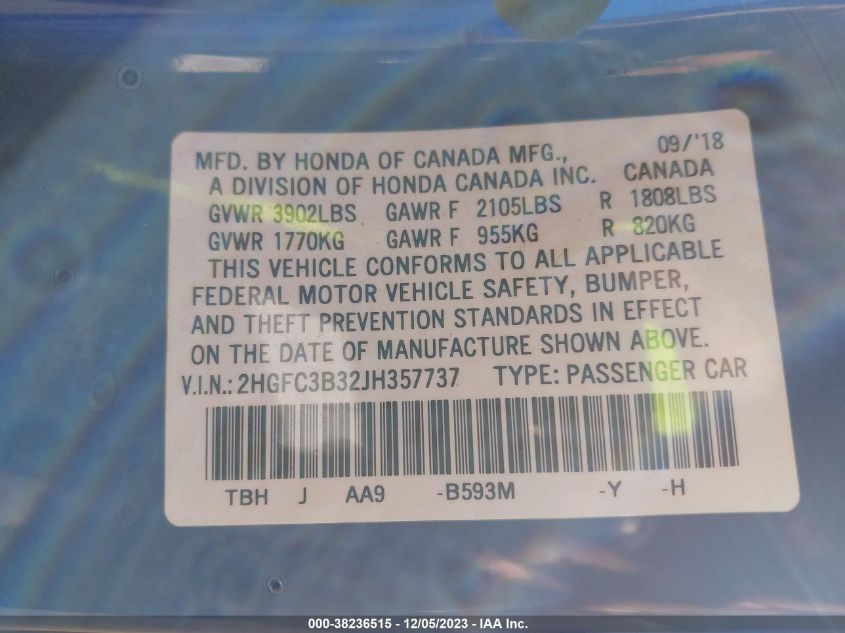 MFD. BY HONDA OF CANADA MFG., 09/'18
A DIVISION OF HONDA CANADA INC. CANADA
GVWR 3902LBS GAWR F 2105LBS R 1808LBS
GVWR 1770KG GAWR F 955KG R 820KG
THIS VEHICLE CONFORMS TO ALL APPLICABLE
FEDERAL MOTOR VEHICLE SAFETY, BUMPER,
AND THEFT PREVENTION STANDARDS IN EFFECT
ON THE DATE OF MANUFACTURE SHOWN ABOVE.
V.I.N.: 2HGFC3B32JH357737 TYPE: PASSENGER CAR
TBH J AA9 -B593M -Y -H
000-38236515 - 12/05/2023 - IAA Inc.